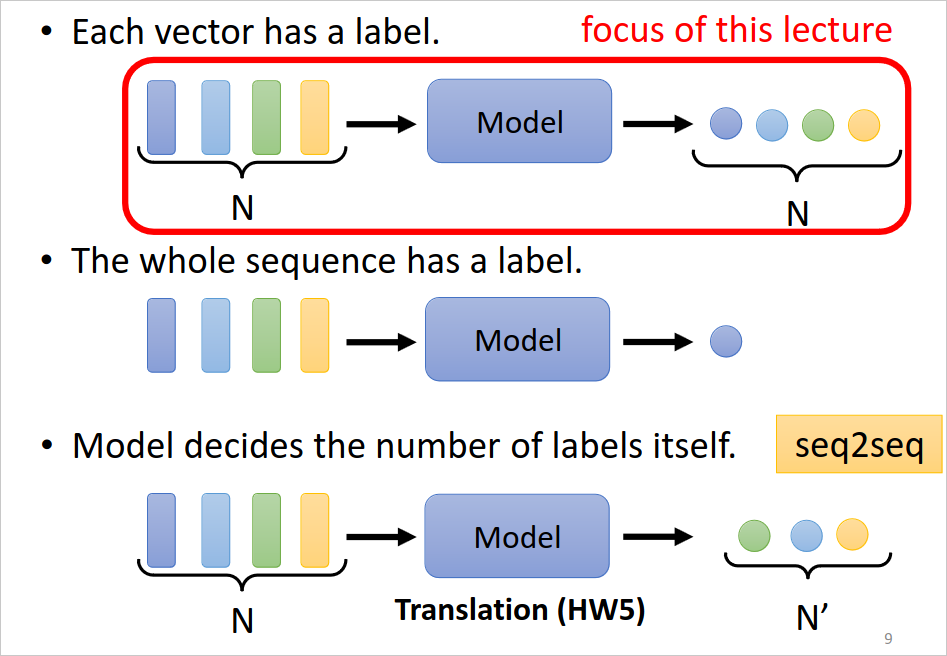 • Each vector has a label.
focus of this lecture
Model
N
N
• The whole sequence has a label.
Model
• Model decides the number of labels itself.
seq2seq
Model
Translation (HW5)
N
N’
9